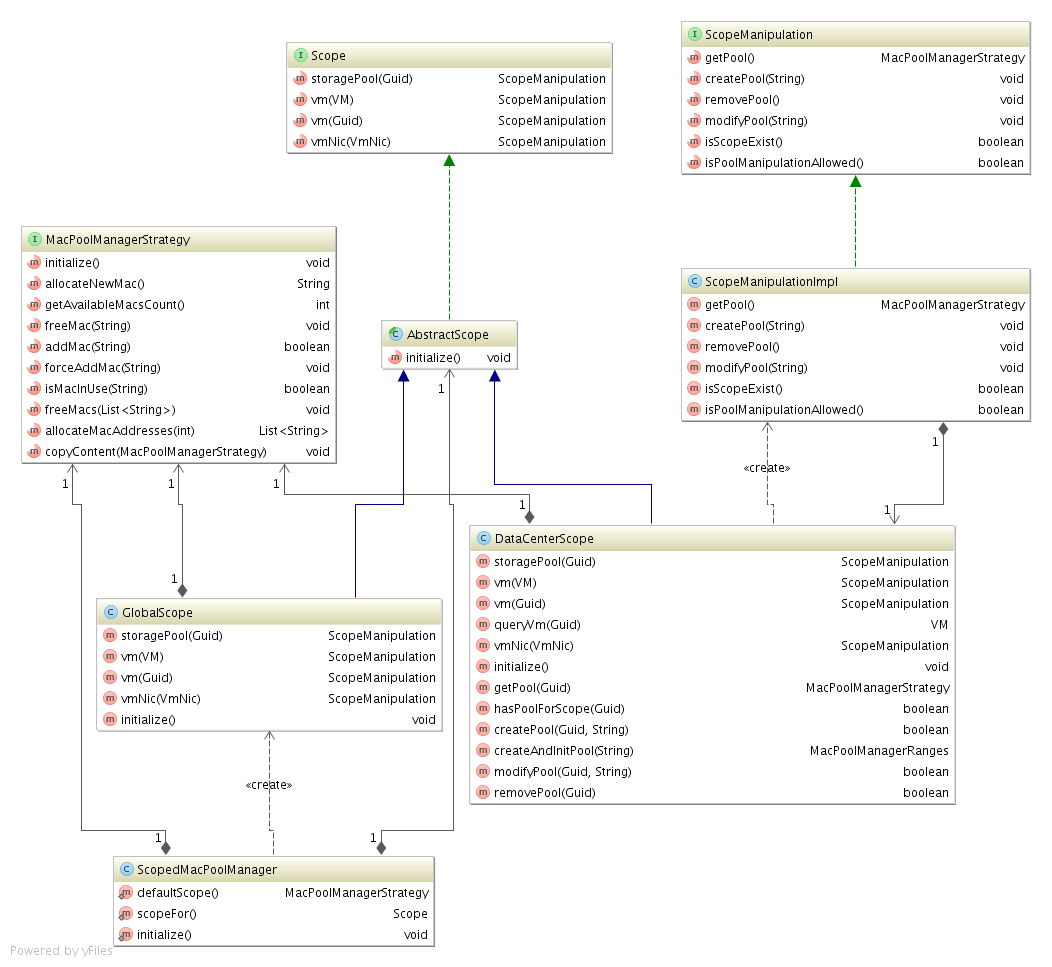 Scope
storagePool(Guid) ScopeManipulation
vm(VM) ScopeManipulation
vm(Guid) ScopeManipulation
vmNic(VmNic) ScopeManipulation
ScopeManipulation
getPool() MacPoolManagerStrategy
createPool(String) void
removePool() void
modifyPool(String) void
isScopeExist() boolean
isPoolManipulationAllowed() boolean
MacPoolManagerStrategy
initialize() void
allocateNewMac() String
getAvailableMacsCount() int
freeMac(String) void
addMac(String) boolean
forceAddMac(String) void
isMacInUse(String) boolean
freeMacs(List<String>) void
allocateMacAddresses(int) List<String>
copyContent(MacPoolManagerStrategy) void
AbstractScope
initialize() void
ScopeManipulationImpl
getPool() MacPoolManagerStrategy
createPool(String) void
removePool() void
modifyPool(String) void
isScopeExist() boolean
isPoolManipulationAllowed() boolean
1
1
«create»
1 1 1
1 1
1
DataCenterScope
storagePool(Guid) ScopeManipulation
vm(VM) ScopeManipulation
vm(Guid) ScopeManipulation
queryVm(Guid) VM
vmNic(VmNic) ScopeManipulation
initialize() void
getPool(Guid) MacPoolManagerStrategy
hasPoolForScope(Guid) boolean
createPool(Guid, String) boolean
createAndInitPool(String) MacPoolManagerRanges
modifyPool(Guid, String) boolean
removePool(Guid) boolean
GlobalScope
storagePool(Guid) ScopeManipulation
vm(VM) ScopeManipulation
vm(Guid) ScopeManipulation
vmNic(VmNic) ScopeManipulation
initialize() void
«create»
1 1
ScopedMacPoolManager
defaultScope() MacPoolManagerStrategy
scopeFor() Scope
initialize() void
Powered by yFiles